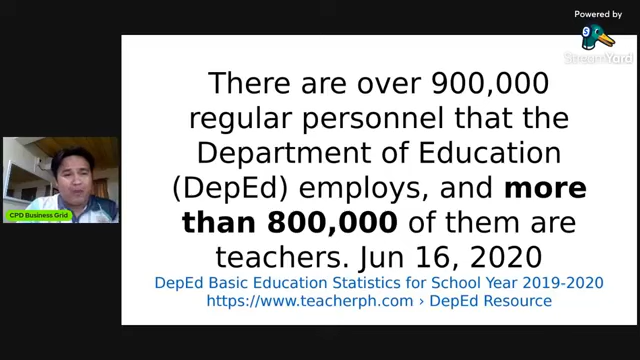 Powered by
StreamYard
There are over 900,000
regular personnel that the
Department of Education
(DepEd) employs, and more
than 800,000 of them are
teachers. Jun 16, 2020
DepEd Basic Education Statistics for School Year 2019-2020
https://www.teacherph.com › DepEd Resource
CPD Business Grid